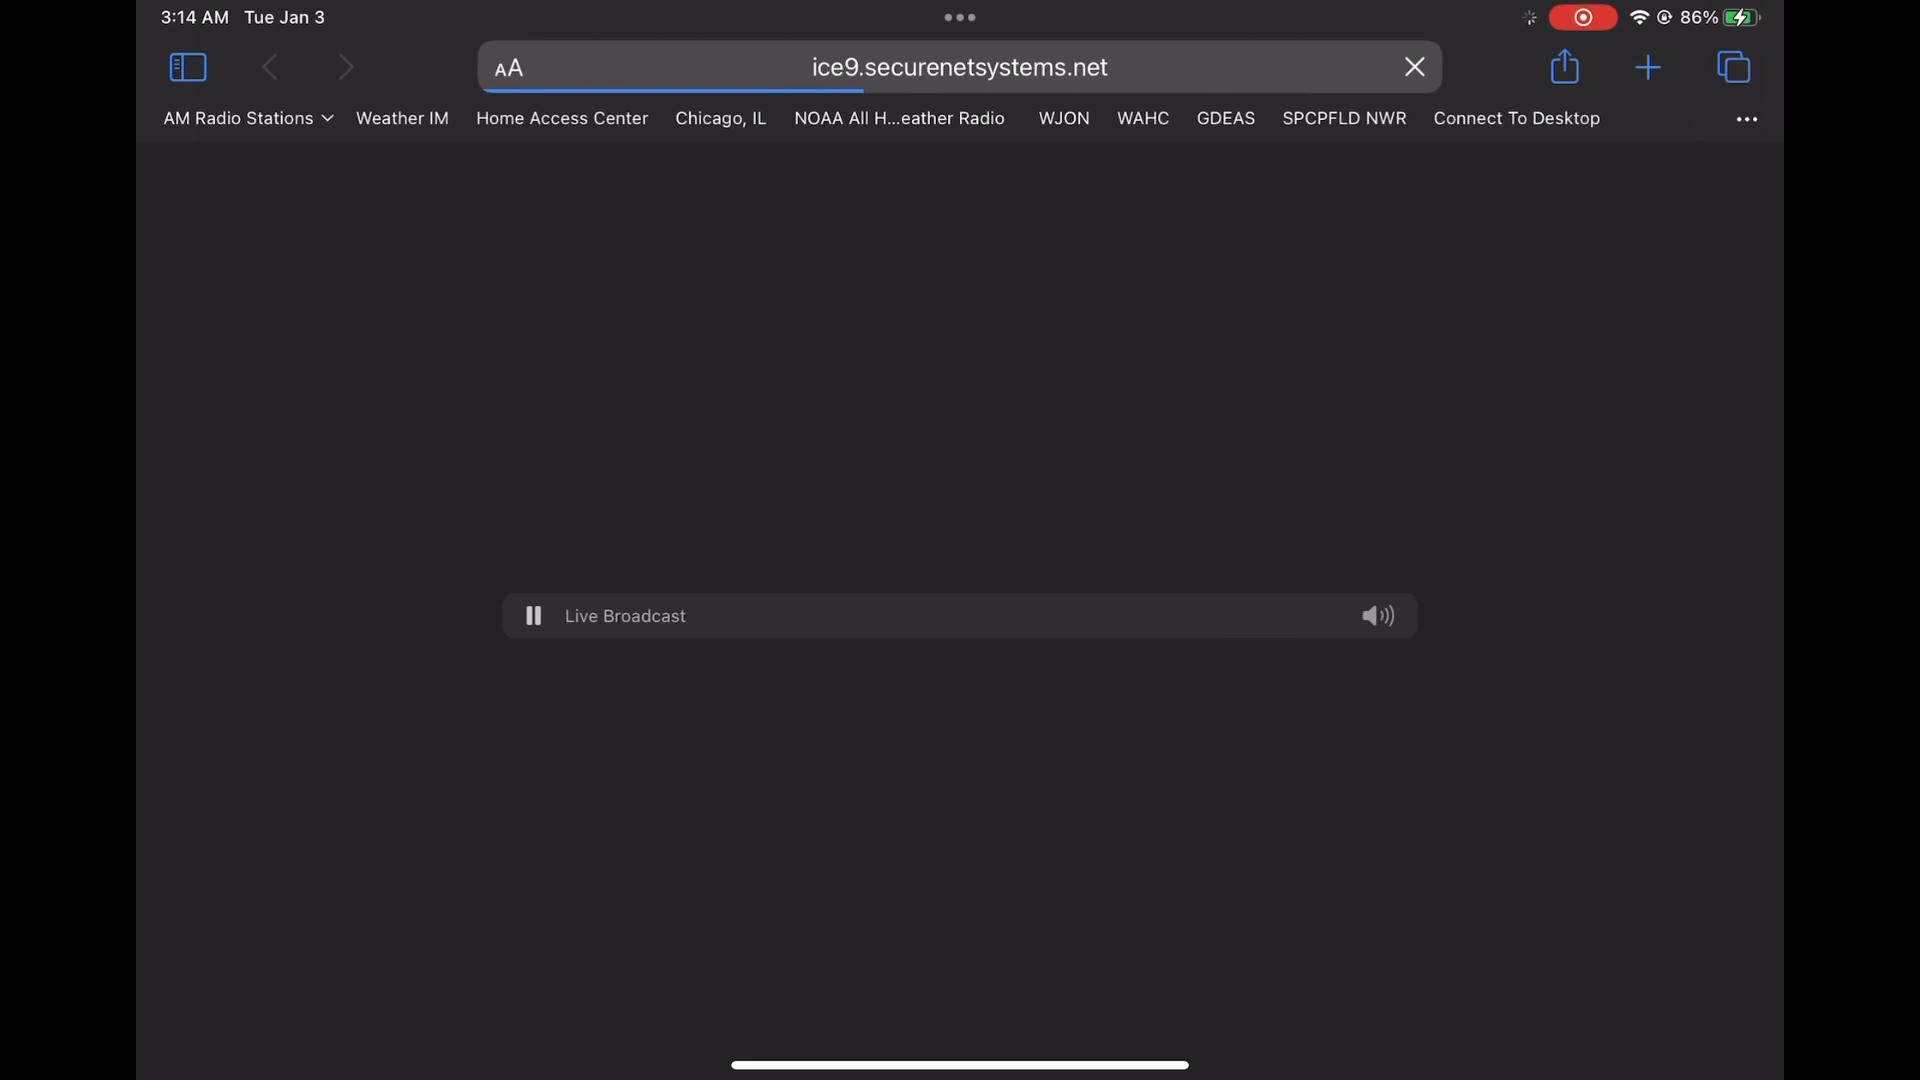 3:14 AM Tue Jan 3 86%
AA ice9.securenetsystems.net
AM Radio Stations Weather IM Home Access Center Chicago, IL NOAA All H...eather Radio WJON WAHC GDEAS SPCPFLD NWR Connect To Desktop
Live Broadcast